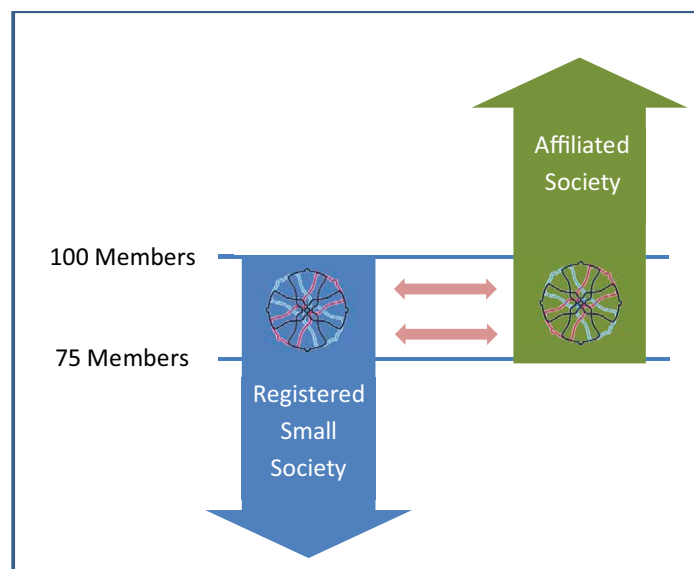 Affiliated
Society
100 Members
75 Members
Registered
Small
Society